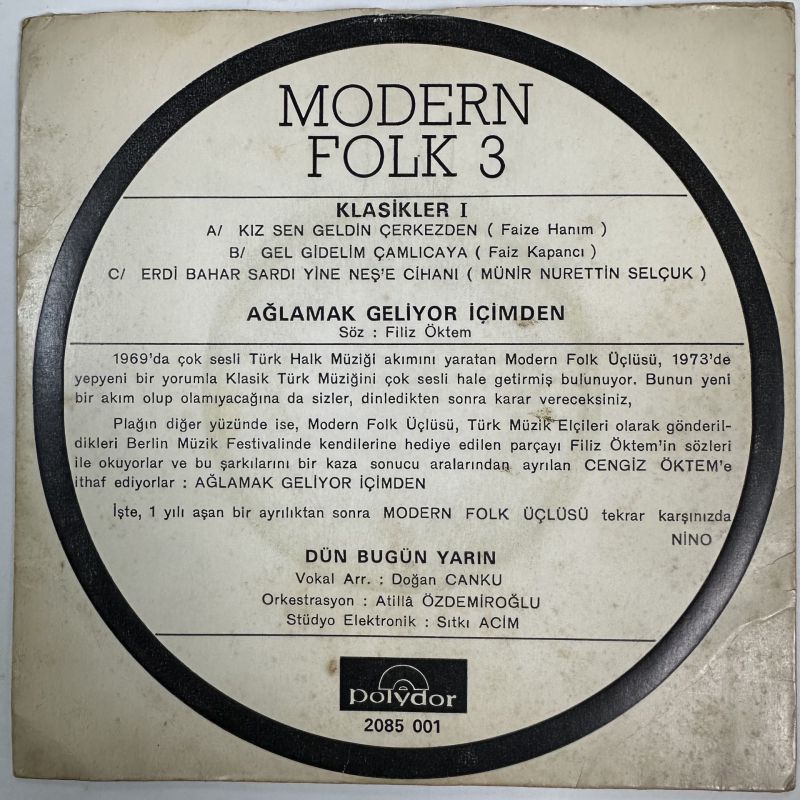 MODERN
FOLK 3
KLASİKLER I
A/ KIZ SEN GELDİN ÇERKEZDEN ( Faize Hanım )
B/ GEL GİDELİM ÇAMLICAYA ( Faiz Kapancı )
C/ ERDİ BAHAR SARDI YİNE NEŞ'E CİHANI ( MÜNİR NURETTİN SELÇUK )
AĞLAMAK GELİYOR İÇİMDEN
Söz : Filiz Öktem
1969'da çok sesli Türk Halk Müziği akımını yaratan Modern Folk Üçlüsü, 1973'de
yepyeni bir yorumla Klasik Türk Müziğini çok sesli hale getirmiş bulunuyor. Bunun yeni
bir akım olup olamıyacağına da sizler, dinledikten sonra karar vereceksiniz,
Plağın diğer yüzünde ise, Modern Folk Üçlüsü, Türk Müzik Elçileri olarak gönderil-
dikleri Berlin Müzik Festivalinde kendilerine hediye edilen parçayı Filiz Öktem'in sözleri
ile okuyorlar ve bu şarkılarını bir kaza sonucu aralarından ayrılan CENGİZ ÖKTEM'e
ithaf ediyorlar : AĞLAMAK GELİYOR İÇİMDEN
İşte, 1 yılı aşan bir ayrılıktan sonra MODERN FOLK ÜÇLÜSÜ tekrar karşınızda
NİNO
DÜN BUGÜN YARIN
Vokal Arr. : Doğan CANKU
Orkestrasyon : Atillâ ÖZDEMİROĞLU
Stüdyo Elektronik : Sıtkı ACİM
polydor
2085 001